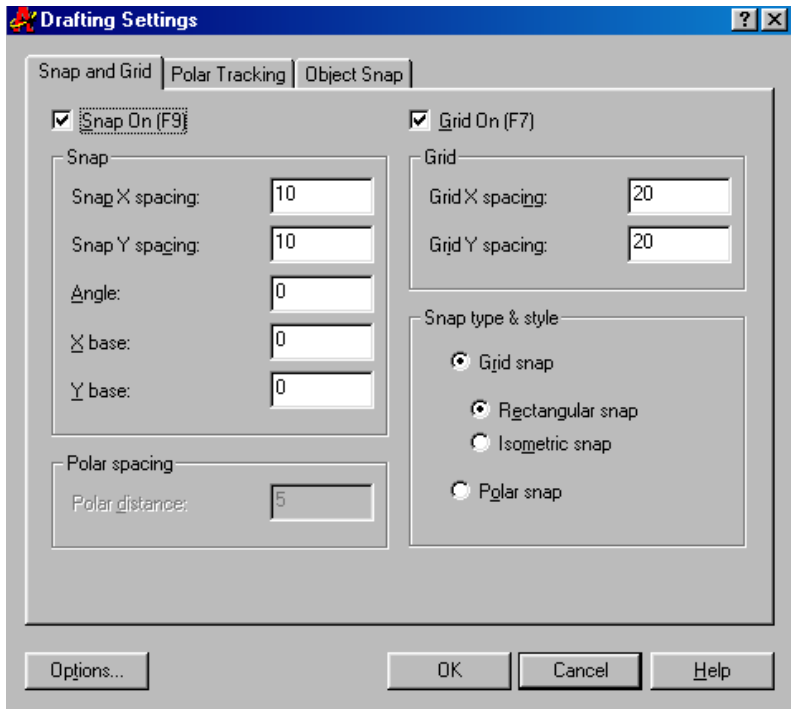 Drafting Settings
Snap and Grid
Polar Tracking
Object Snap
Snap On (F9)
Snap
Snap X spacing: 10
Snap Y spacing: 10
Angle: 0
X base: 0
Y base: 0
Polar spacing
Polar distance: 5
Grid On (F7)
Grid
Grid X spacing: 20
Grid Y spacing: 20
Snap type & style
Grid snap
Rectangular snap
Isometric snap
Polar snap
Options...
OK
Cancel
Help